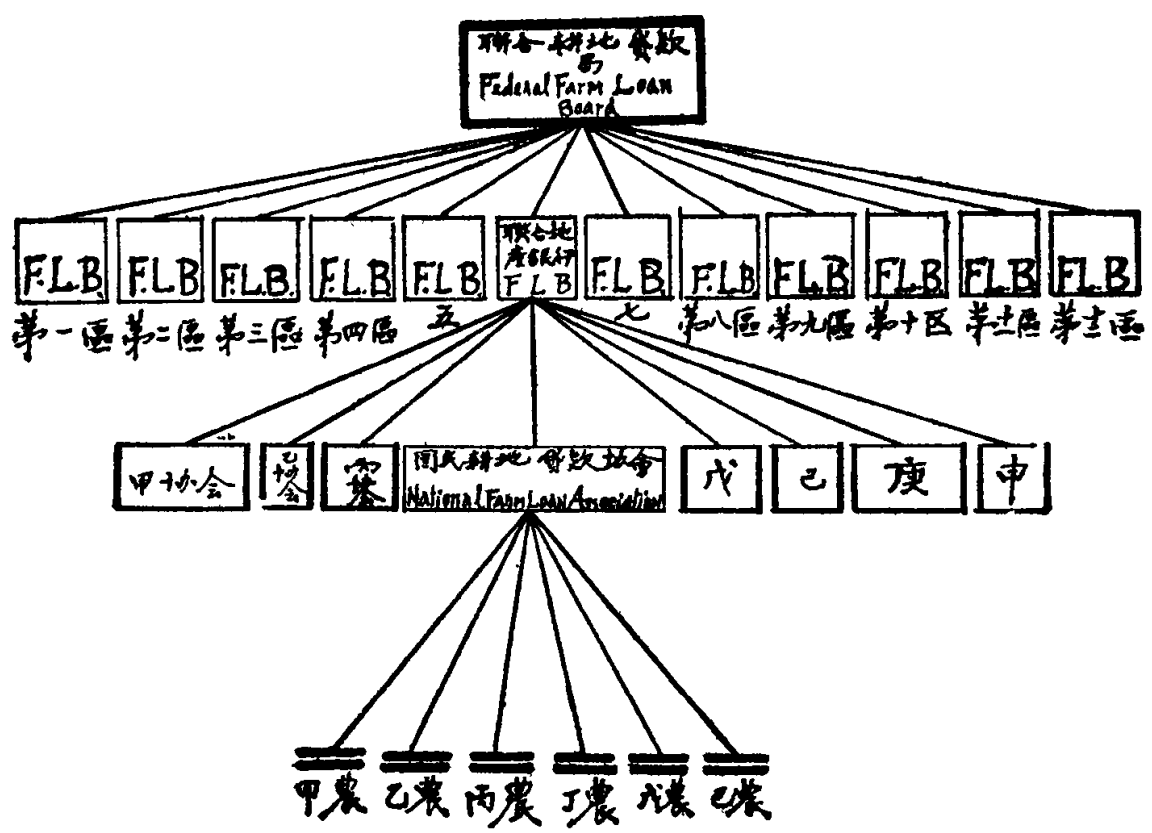 聯合耕地貸款
局
Federal Farm Loan
Board
F.L.B.
F.L.B
F.L.B.
F.L.B
F.L.B.
聯合地
產銀行
F L B
F.L.B.
F.L.B.
F.L.B
F.L.B
F.L.B
F.L.B
第一區
第二區
第三區
第四區
五
七
第八區
第九區
第十区
第十一區
第十二區
甲协会
乙协会
丙
國民耕地貸款協會
National Farm Loan Association
戊
己
庚
申
甲農
乙農
丙農
丁農
戊農
己農